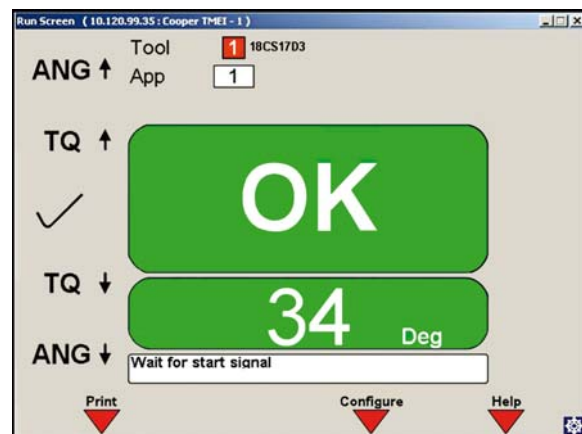 Run Screen ( 10.120.99.35 : Cooper TMEI - 1 )
Tool 1 18CS17D3
ANG
App 1
TQ
OK
TQ
34 Deg
ANG
Wait for start signal
Print Configure Help